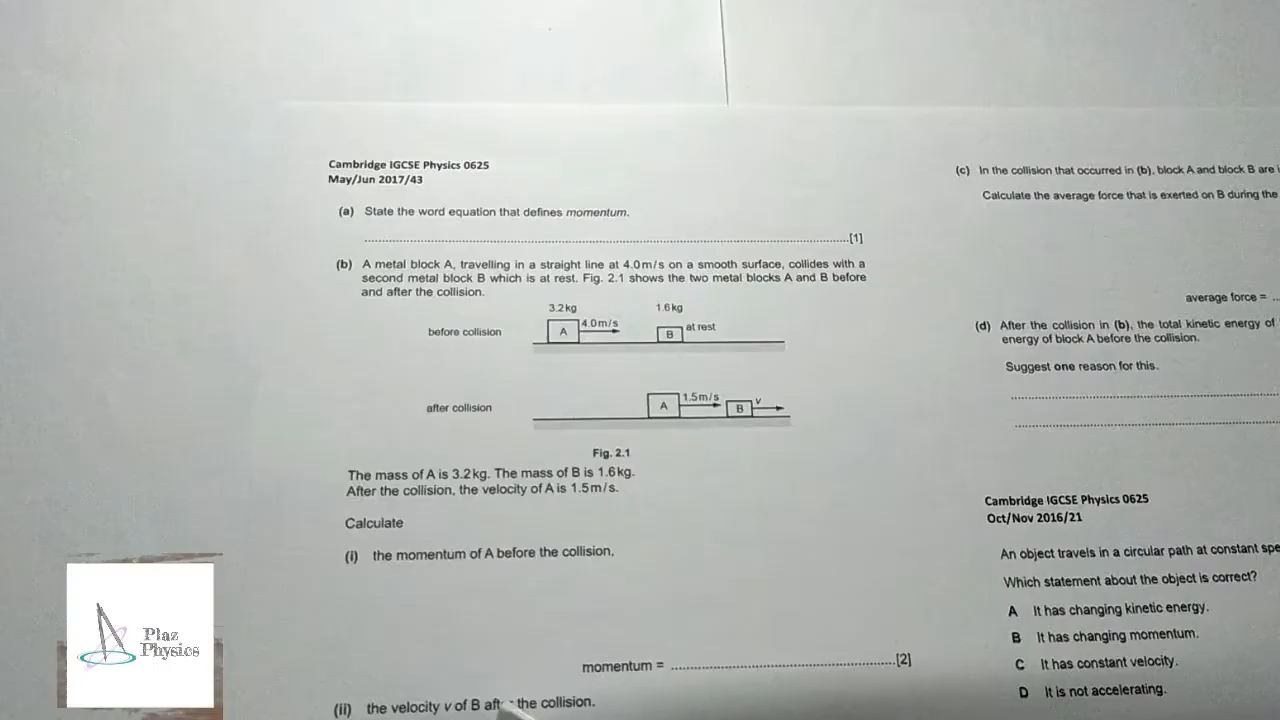 Cambridge IGCSE Physics 0625
May/Jun 2017/43
(a) State the word equation that defines momentum.
[1]
(b) A metal block A, travelling in a straight line at 4.0 m/s on a smooth surface, collides with a
second metal block B which is at rest. Fig. 2.1 shows the two metal blocks A and B before
and after the collision.
3.2 kg 1.6 kg
before collision A 4.0 m/s B at rest
after collision A 1.5 m/s B v
Fig. 2.1
The mass of A is 3.2 kg. The mass of B is 1.6 kg.
After the collision, the velocity of A is 1.5 m/s.
Calculate
(i) the momentum of A before the collision,
momentum = [2]
(ii) the velocity v of B after the collision.
(c) In the collision that occurred in (b), block A and block B are
Calculate the average force that is exerted on B during the
average force =
(d) After the collision in (b), the total kinetic energy of
energy of block A before the collision.
Suggest one reason for this.
Cambridge IGCSE Physics 0625
Oct/Nov 2016/21
An object travels in a circular path at constant spe
Which statement about the object is correct?
A It has changing kinetic energy.
B It has changing momentum.
C It has constant velocity.
D It is not accelerating.
Plaz
Physics